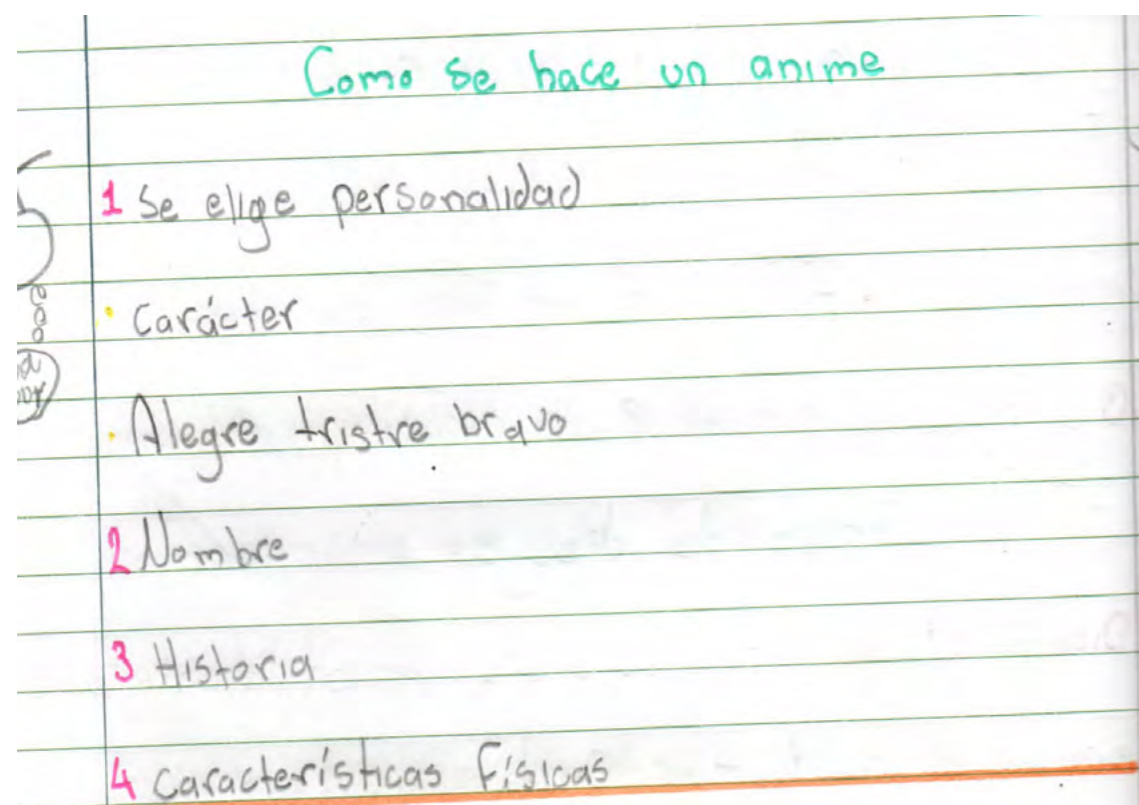 Como se hace un anime
1 Se elige personalidad
· Carácter
· Alegre tristre bravo
2 Nombre
3 Historia
4 Características Físicas